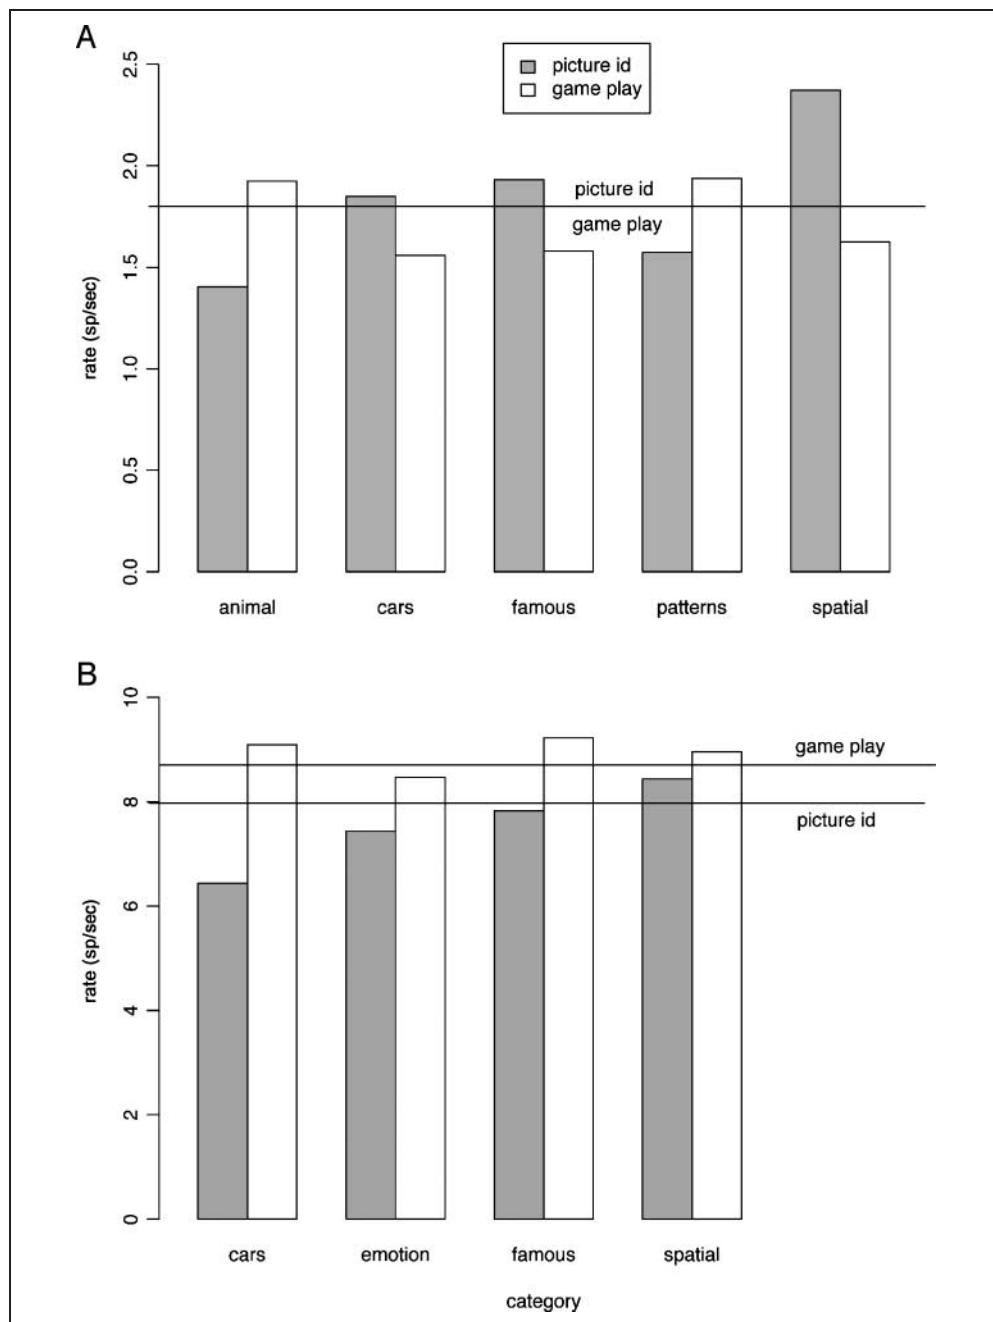 A
picture id
game play
2.5
2.0
1.5
1.0
0.5
0.0
rate (sp/sec)
picture id
game play
animal cars famous patterns spatial
B
10
8
6
4
2
0
rate (sp/sec)
game play
picture id
cars emotion famous spatial
category